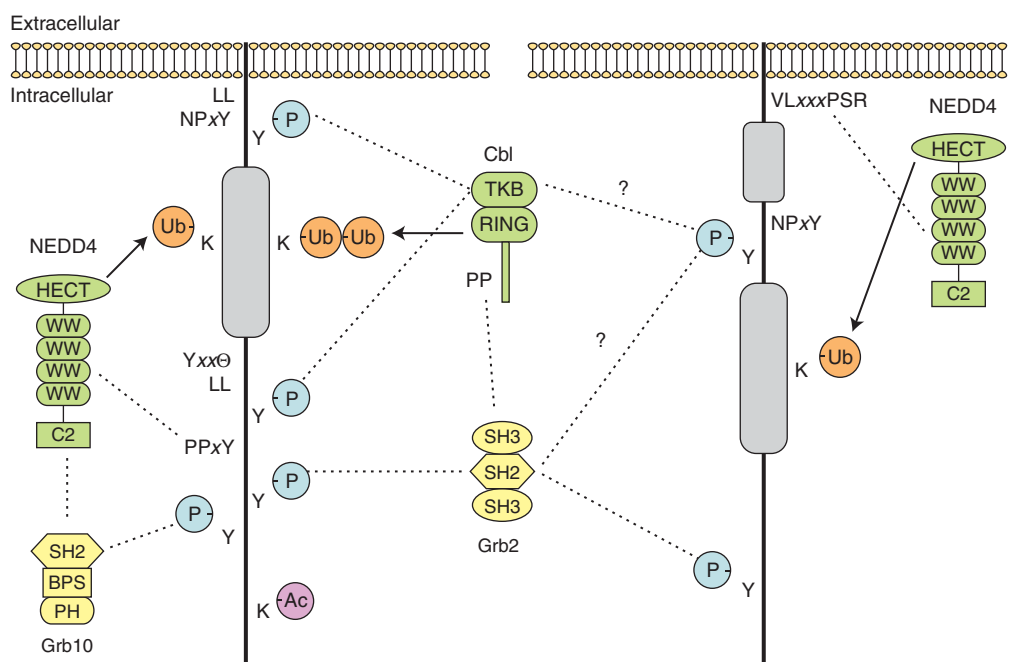 Extracellular
Intracellular
LL
NPxY
Y
P
Cbl
TKB
RING
PP
?
VLxxxPSR
NEDD4
HECT
WW
WW
WW
WW
C2
NPxY
P
Y
Ub
K
K
Ub
Ub
NEDD4
HECT
WW
WW
WW
WW
C2
?
K
Ub
YxxΘ
LL
P
Y
PPxY
P
Y
SH3
SH2
SH3
Grb2
P
Y
SH2
BPS
PH
Grb10
P
Y
K
Ac